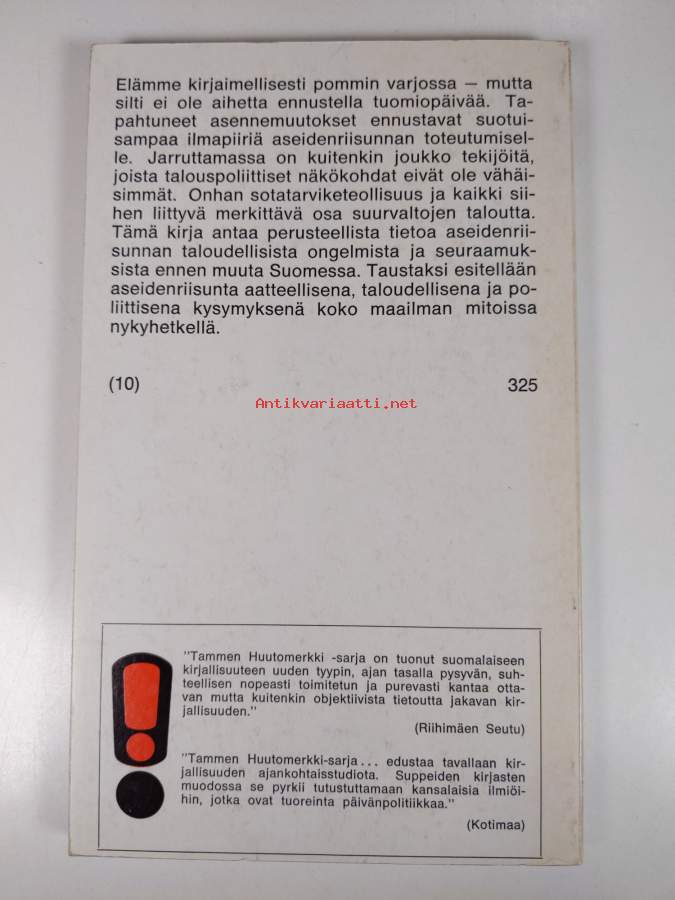 Elämme kirjaimellisesti pommin varjossa — mutta
silti ei ole aihetta ennustella tuomiopäivää. Ta-
pahtuneet asennemuutokset ennustavat suotui-
sampaa ilmapiiriä aseidenriisunnan toteutumisel-
le. Jarruttamassa on kuitenkin joukko tekijöitä,
joista talouspoliittiset näkökohdat eivät ole vähäi-
simmät. Onhan sotatarviketeollisuus ja kaikki sii-
hen liittyvä merkittävä osa suurvaltojen taloutta.
Tämä kirja antaa perusteellista tietoa aseidenrii-
sunnan taloudellisista ongelmista ja seuraamuk-
sista ennen muuta Suomessa. Taustaksi esitellään
aseidenriisunta aatteellisena, taloudellisena ja po-
liittisena kysymyksenä koko maailman mitoissa
nykyhetkellä.
(10) 325
Antikvariaatti.net
"Tammen Huutomerkki -sarja on tuonut suomalaiseen
kirjallisuuteen uuden tyypin, ajan tasalla pysyvän, suh-
teellisen nopeasti toimitetun ja purevasti kantaa otta-
van mutta kuitenkin objektiivista tietoutta jakavan kir-
jallisuuden."
(Riihimäen Seutu)
"Tammen Huutomerkki-sarja... edustaa tavallaan kir-
jallisuuden ajankohtaisstudiota. Suppeiden kirjasten
muodossa se pyrkii tutustuttamaan kansalaisia ilmiöi-
hin, jotka ovat tuoreinta päivänpolitiikkaa."
(Kotimaa)